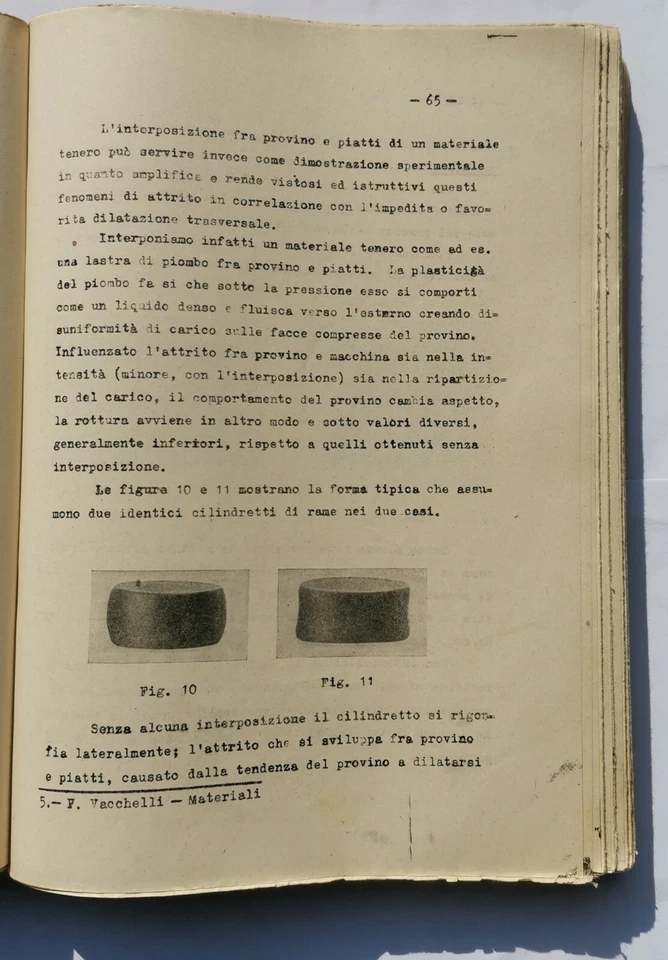 - 65 -
L'interposizione fra provino e piatti di un materiale
tenero può servire invece come dimostrazione sperimentale
in quanto amplifica e rende vistosi ed istruttivi questi
fenomeni di attrito in correlazione con l'impedita o favo=
rita dilatazione trasversale.
Interponiamo infatti un materiale tenero come ad es.
una lastra di piombo fra provino e piatti. La plasticità
del piombo fa si che sotto la pressione esso si comporti
come un liquido denso e fluisca verso l'esterno creando di=
suniformità di carico sulle facce compresse del provino.
Influenzato l'attrito fra provino e macchina sia nella in=
tensità (minore, con l'interposizione) sia nella ripartizio=
ne del carico, il comportamento del provino cambia aspetto,
la rottura avviene in altro modo e sotto valori diversi,
generalmente inferiori, rispetto a quelli ottenuti senza
interposizione.
Le figure 10 e 11 mostrano la forma tipica che assu=
mono due identici cilindretti di rame nei due casi.
Fig. 10
Fig. 11
Senza alcuna interposizione il cilindretto si rigon=
fia lateralmente; l'attrito che si sviluppa fra provino
e piatti, causato dalla tendenza del provino a dilatarsi
5.- F. Vacchelli - Materiali